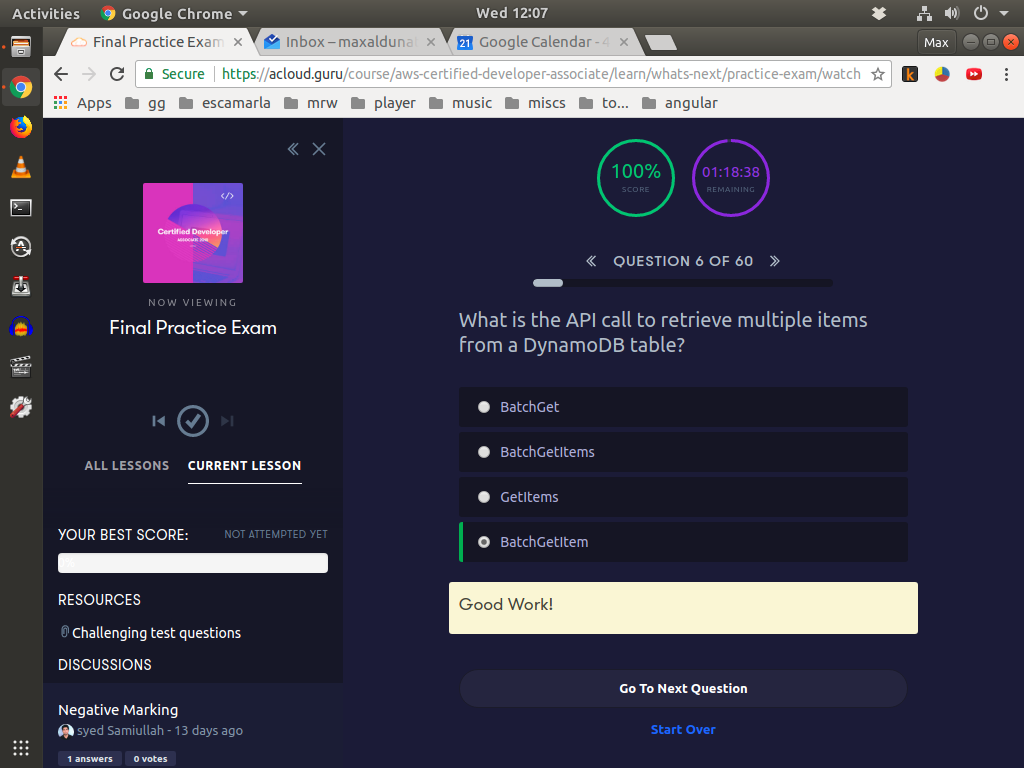 Activities Google Chrome Wed 12:07
Final Practice Exam Inbox – maxalduna Google Calendar - 4 Max
Secure https://acloud.guru/course/aws-certified-developer-associate/learn/whats-next/practice-exam/watch
Apps gg escamarla mrw player music miscs to... angular
</>
Certified Developer
ASSOCIATE 2018
NOW VIEWING
Final Practice Exam
ALL LESSONS CURRENT LESSON
YOUR BEST SCORE: NOT ATTEMPTED YET
RESOURCES
Challenging test questions
DISCUSSIONS
Negative Marking
syed Samiullah - 13 days ago
1 answers 0 votes
100%
SCORE
01:18:38
REMAINING
QUESTION 6 OF 60
What is the API call to retrieve multiple items
from a DynamoDB table?
BatchGet
BatchGetItems
GetItems
BatchGetItem
Good Work!
Go To Next Question
Start Over